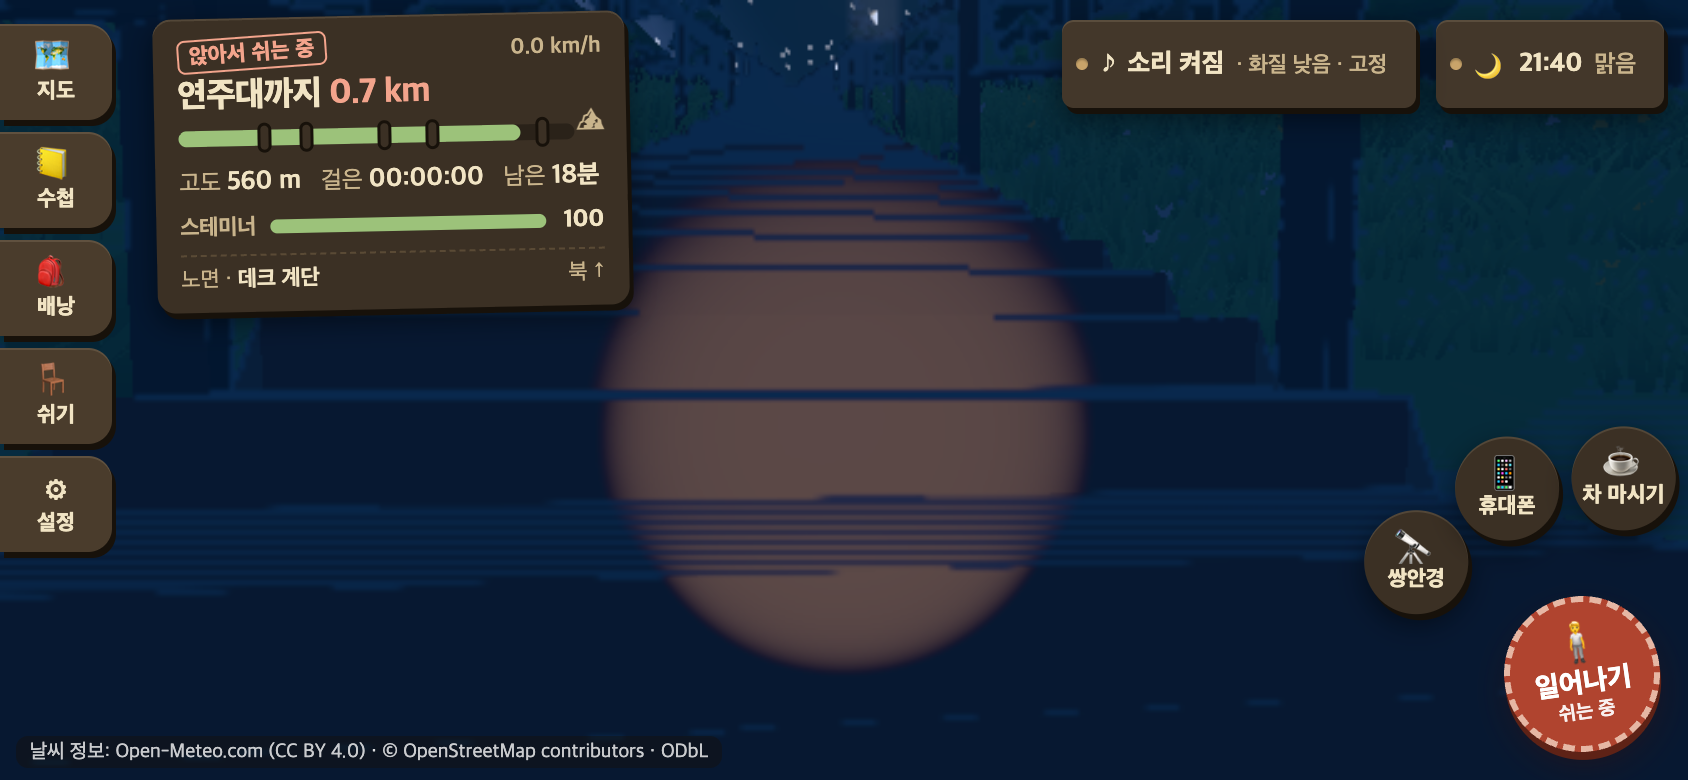 지도
수첩
배낭
쉬기
설정
앉아서 쉬는 중
0.0 km/h
연주대까지 0.7 km
고도 560 m 걸은 00:00:00 남은 18분
스테미너 100
노면 · 데크 계단
북 ↑
♪ 소리 켜짐 · 화질 낮음 · 고정
21:40 맑음
휴대폰
차 마시기
쌍안경
일어나기
쉬는 중
날씨 정보: Open-Meteo.com (CC BY 4.0) · © OpenStreetMap contributors · ODbL